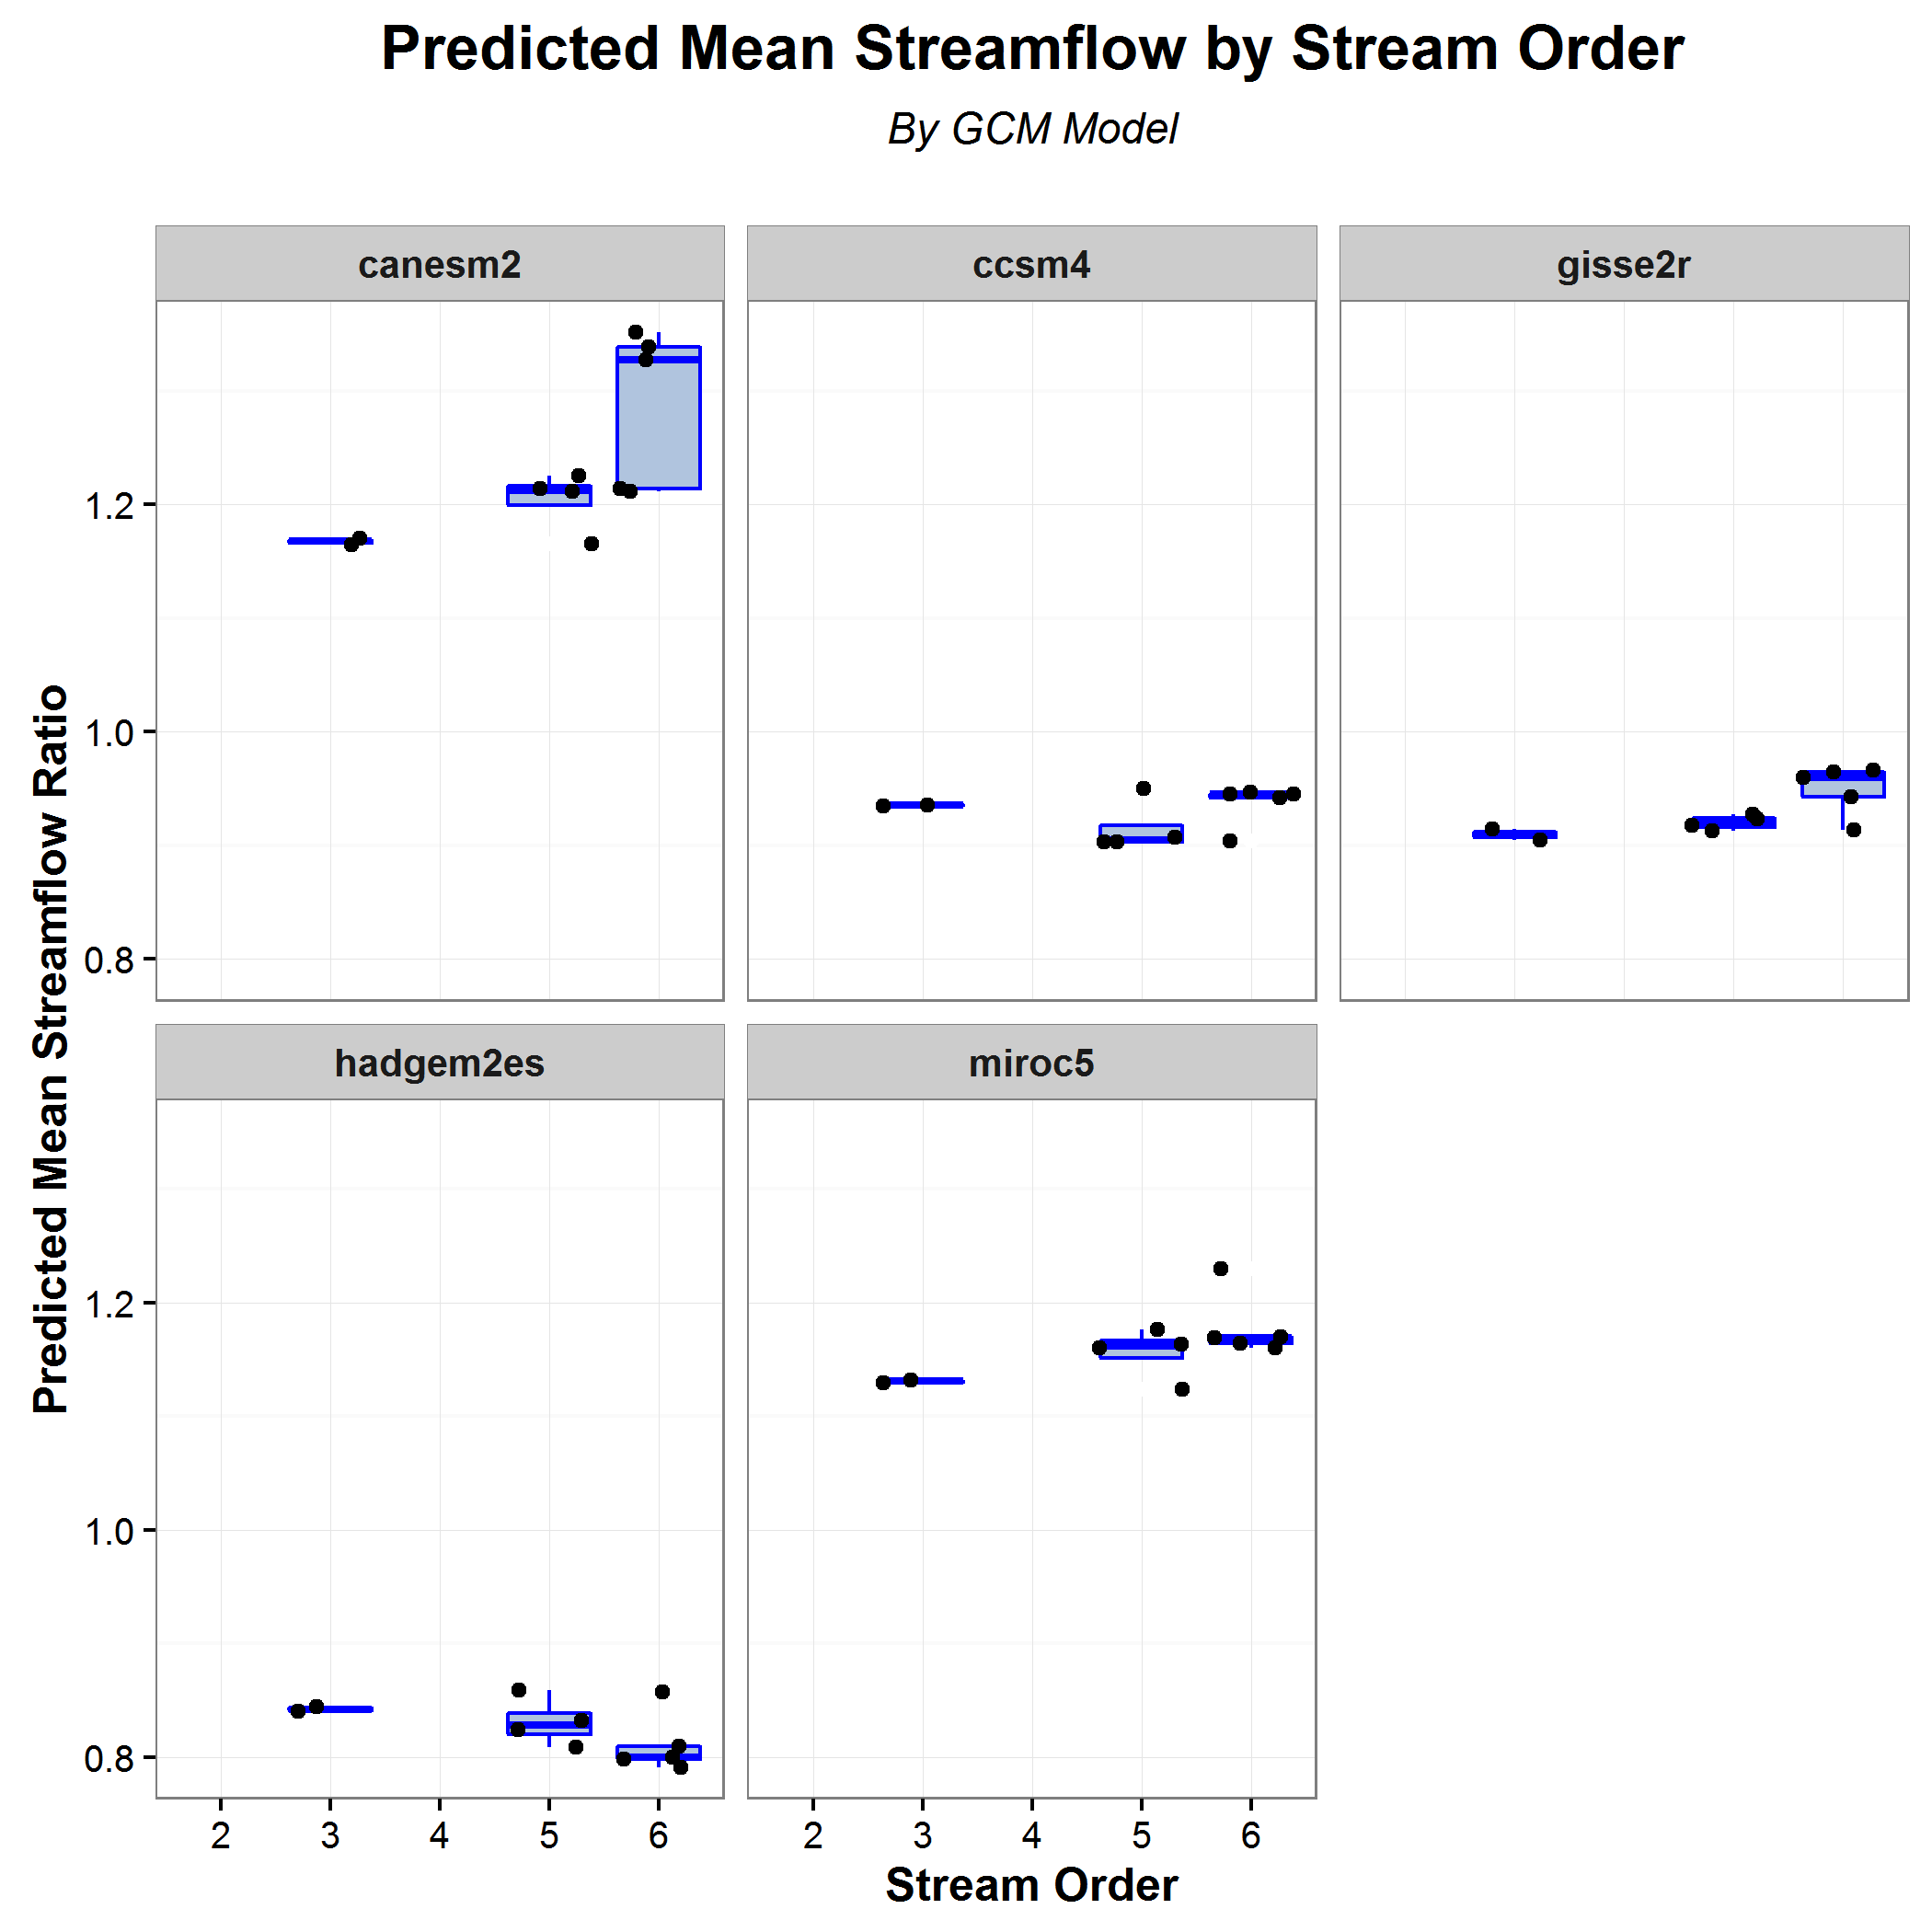 Predicted Mean Streamflow by Stream Order
By GCM Model
canesm2
ccsm4
gisse2r
Predicted Mean Streamflow Ratio
1.2
1.0
0.8
hadgem2es
miroc5
1.2
1.0
0.8
2 3 4 5 6
2 3 4 5 6
Stream Order